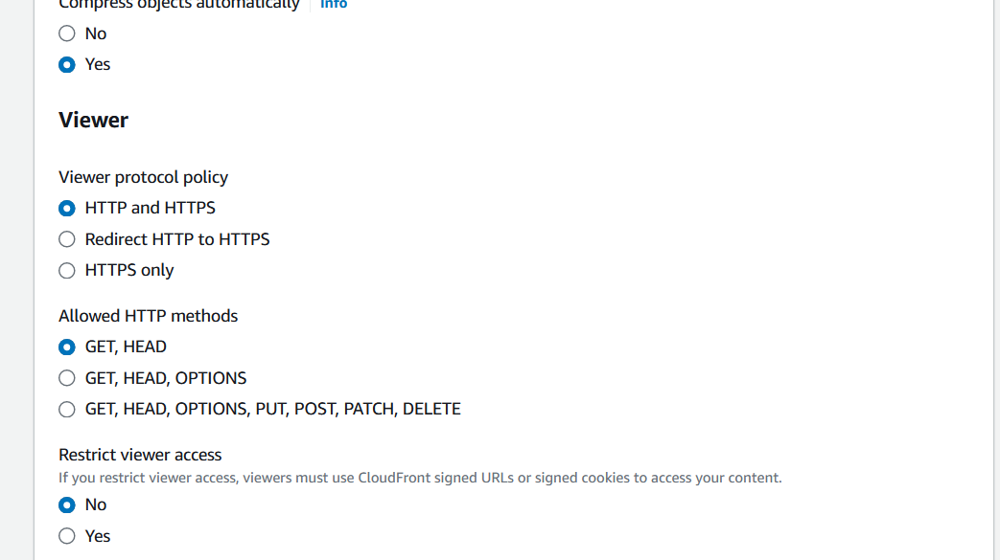 Compress objects automatically Info
No
Yes
Viewer
Viewer protocol policy
HTTP and HTTPS
Redirect HTTP to HTTPS
HTTPS only
Allowed HTTP methods
GET, HEAD
GET, HEAD, OPTIONS
GET, HEAD, OPTIONS, PUT, POST, PATCH, DELETE
Restrict viewer access
If you restrict viewer access, viewers must use CloudFront signed URLs or signed cookies to access your content.
No
Yes